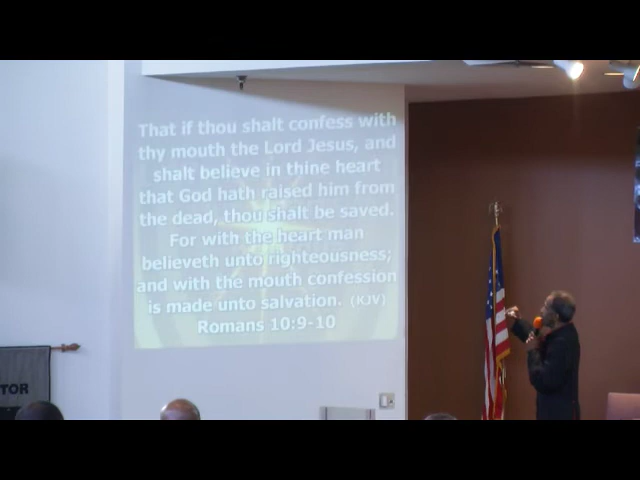 That if thou shalt confess with
thy mouth the Lord Jesus, and
shalt believe in thine heart
that God hath raised him from
the dead, thou shalt be saved.
For with the heart man
believeth unto righteousness;
and with the mouth confession
is made unto salvation. (KJV)
Romans 10:9-10
TOR